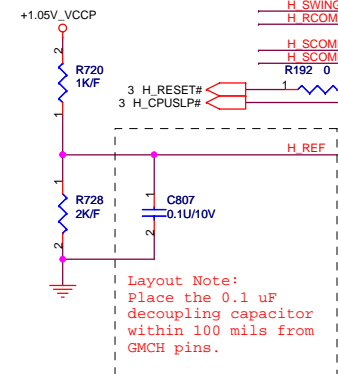 H_SWING
+1.05V_VCCP
H_RCOM
2
H_SCOM
R720
1K/F
H_SCOM
R192 0
1
3 H_RESET#
3 H_CPUSLP#
1
H_REF
1
R728
2K/F
1
C807
0.1U/10V
2
2
Layout Note:
Place the 0.1 uF
decoupling capacitor
within 100 mils from
GMCH pins.